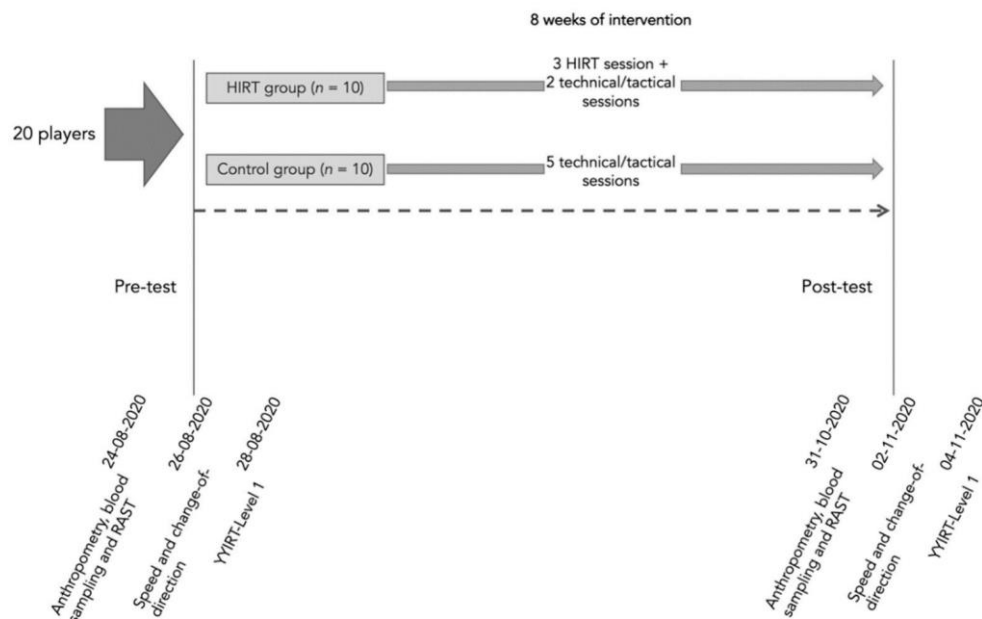 8 weeks of intervention
20 players
HIRT group (n = 10)
3 HIRT session +
2 technical/tactical
sessions
Control group (n = 10)
5 technical/tactical
sessions
Pre-test
Post-test
24-08-2020
Anthropometry, blood
sampling and RAST
26-08-2020
Speed and change-of-
direction
28-08-2020
YYIRT-Level 1
31-10-2020
Anthropometry, blood
sampling and RAST
02-11-2020
Speed and change-of-
direction
04-11-2020
YYIRT-Level 1